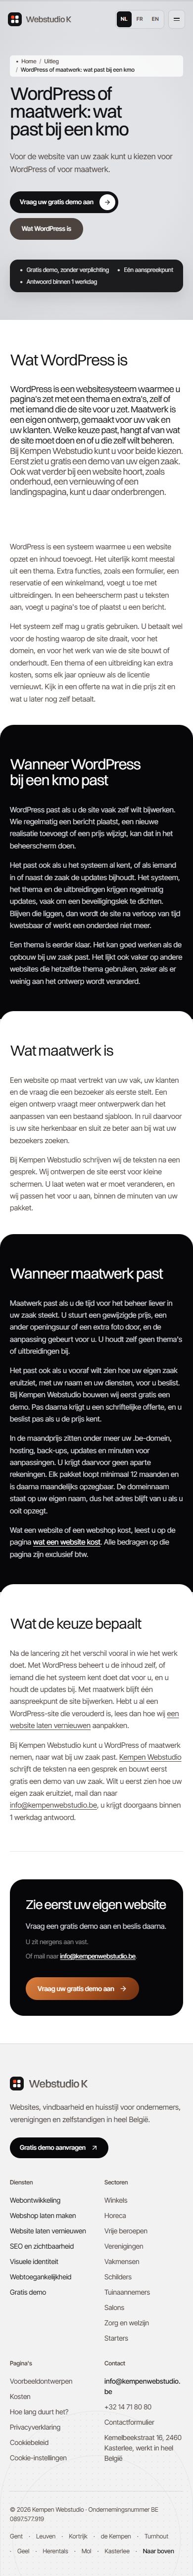 Webstudio K
NL FR EN
Home / Uitleg
/ WordPress of maatwerk: wat past bij een kmo
WordPress of
maatwerk: wat
past bij een kmo
Voor de website van uw zaak kunt u kiezen voor
WordPress of voor maatwerk.
Vraag uw gratis demo aan
Wat WordPress is
Gratis demo, zonder verplichting
Eén aanspreekpunt
Antwoord binnen 1 werkdag
Wat WordPress is
WordPress is een websitesysteem waarmee u
pagina's zet met een thema en extra's, zelf of
met iemand die de site voor u zet. Maatwerk is
een eigen ontwerp, gemaakt voor de zaak en
uw klanten. Welke keuze past, hangt af van wat
de site moet doen en of u die zelf wilt beheren.
Bij Kempen Webstudio kunt u voor beide kiezen.
Eerst ziet u gratis een demo van uw eigen zaak.
Ook wat verder bij een website hoort, zoals
onderhoud, een vernieuwing of een
landingspagina, kunt u daar onderbrengen.
WordPress is een systeem waarmee u een website
opzet en inhoud toevoegt. Het uiterlijk komt meestal
van een thema. Extra functies, zoals een formulier, een
reservatie of een winkelmand, voegt u toe met
uitbreidingen. In een beheerscherm past u teksten
aan, voegt u pagina's toe of plaatst u een bericht.
Het systeem zelf mag u gratis gebruiken. U betaalt wel
voor de hosting waarop de site draait, voor het
domein, voor een ontwerp en voor wie de site bouwt of
onderhoudt. Een thema of een uitbreiding kan extra
kosten, soms elk jaar opnieuw als de licentie
vernieuwt. Kijk in een offerte na wat in die prijs zit en
wat u later nog zelf betaalt.
Wanneer WordPress
bij een kmo past
WordPress past als u de site vaak zelf wil bijwerken.
Wie regelmatig een bericht plaatst, een nieuwe
realisatie toevoegt of een prijs wijzigt, kan dat in het
beheerscherm doen.
Het past ook als u het systeem al kent, of als iemand
in of naast de zaak de updates bijhoudt. Het systeem,
het thema en de uitbreidingen krijgen regelmatig
updates, vaak om een beveiligingslek te dichten.
Blijven die liggen, dan wordt de site na verloop van tijd
kwetsbaar of werkt een onderdeel niet meer.
Een thema is eerder klaar. Het kan goed werken als de
opbouw bij uw zaak past. Het lijkt ook vaker op andere
websites die hetzelfde thema gebruiken, zeker als er
weinig aan het ontwerp veranderd is.
Wat maatwerk is
Een website op maat vertrekt van uw vak, uw klanten
en de vraag die een bezoeker als eerste stelt. Een
eigen ontwerp vraagt meer ontwerpwerk dan het
aanpassen van een bestaand sjabloon. In ruil daarvoor
is uw site herkenbaar en sluit ze beter aan bij wat uw
bezoekers zoeken.
Bij Kempen Webstudio schrijven wij de teksten na een
gesprek. Wij ontwerpen de site eerst voor kleine
schermen. U laat weten wat er moet veranderen, en
wij passen het voor u aan, binnen de minuten van uw
pakket.
Wanneer maatwerk past
Maatwerk past als u de tijd voor het beheer liever in
uw zaak steekt. U stuurt een gewijzigde prijs, een
ander openingsuur of een nieuwe foto door, en de
aanpassing gebeurt voor u. U houdt zelf geen thema's
of uitbreidingen bij.
Het past ook als u vooraf wilt zien hoe uw eigen zaak
eruitziet, met uw naam en uw diensten, voor u beslist.
Bij Kempen Webstudio bouwen wij eerst gratis een
demo. Pas daarna krijgt u een schriftelijke offerte, en u
beslist pas als u de prijs kent.
In de maandprijs zitten onder meer uw .be-domein,
hosting, back-ups, updates en minuten voor
aanpassingen. U krijgt daarvoor geen aparte
rekeningen. Elk pakket loopt minimaal 12 maanden en
is daarna maandelijks opzegbaar. De domeinnaam
staat op uw eigen naam, dus het adres blijft van u als u
ooit opzegt.
Wat een website of een webshop kost, leest u op de
pagina wat een website kost. Alle bedragen op die
pagina zijn exclusief btw.
Wat de keuze bepaalt
Na de lancering zit het verschil vooral in wie het werk
doet. Met WordPress beheert u de inhoud zelf, of
iemand die het systeem kent doet dat voor u, en u
houdt de updates bij. Met maatwerk blijft één
aanspreekpunt de site bijwerken. Hebt u al een
WordPress-site die verouderd is, lees dan hoe wij een
website laten vernieuwen aanpakken.
Bij Kempen Webstudio kunt u WordPress of maatwerk
nemen, naar wat bij uw zaak past. Kempen Webstudio
schrijft de teksten na een gesprek en bouwt eerst
gratis een demo van uw zaak. Wilt u eerst zien hoe uw
eigen zaak eruitziet, mail dan naar
info@kempenwebstudio.be, u krijgt doorgaans binnen
1 werkdag antwoord.
Zie eerst uw eigen website
Vraag een gratis demo aan en beslis daarna.
U zit nergens aan vast.
Of mail naar info@kempenwebstudio.be.
Vraag uw gratis demo aan
Webstudio K
Websites, vindbaarheid en huisstijl voor ondernemers,
verenigingen en zelfstandigen in heel België.
Gratis demo aanvragen
Diensten
Webontwikkeling
Webshop laten maken
Website laten vernieuwen
SEO en zichtbaarheid
Visuele identiteit
Webtoegankelijkheid
Gratis demo
Sectoren
Winkels
Horeca
Vrije beroepen
Verenigingen
Vakmensen
Schilders
Tuinaannemers
Salons
Zorg en welzijn
Starters
Pagina's
Voorbeeldontwerpen
Kosten
Hoe lang duurt het?
Privacyverklaring
Cookiebeleid
Cookie-instellingen
Contact
info@kempenwebstudio.
be
+32 14 71 80 80
Contactformulier
Kemelbeekstraat 16, 2460
Kasterlee, werkt in heel
België
© 2026 Kempen Webstudio · Ondernemingsnummer BE
0897.577.919
Gent · Leuven · Kortrijk · de Kempen · Turnhout
· Geel · Herentals · Mol · Kasterlee · Naar boven